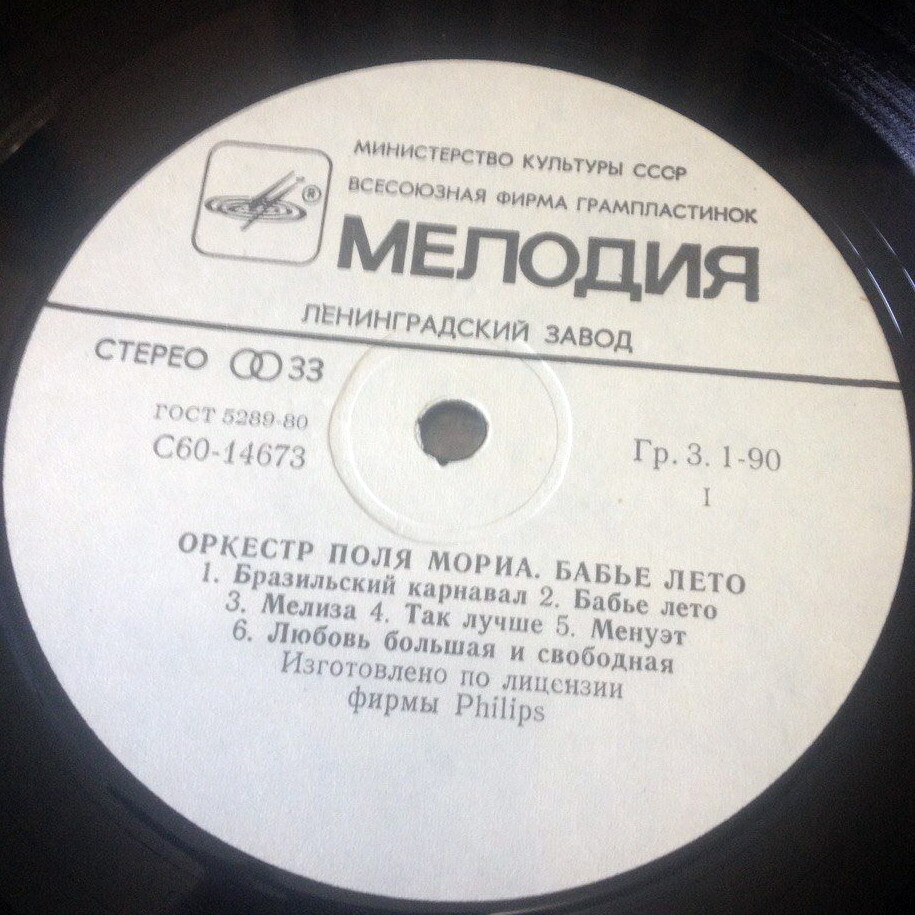 МИНИСТЕРСТВО КУЛЬТУРЫ СССР
ВСЕСОЮЗНАЯ ФИРМА ГРАМПЛАСТИНОК
®
МЕЛОДИЯ
ЛЕНИНГРАДСКИЙ ЗАВОД
СТЕРЕО 33
ГОСТ 5289-80
С60-14673
Гр. 3. 1-90
I
ОРКЕСТР ПОЛЯ МОРИА. БАБЬЕ ЛЕТО
1. Бразильский карнавал 2. Бабье лето
3. Мелиза 4. Так лучше 5. Менуэт
6. Любовь большая и свободная
Изготовлено по лицензии
фирмы Philips